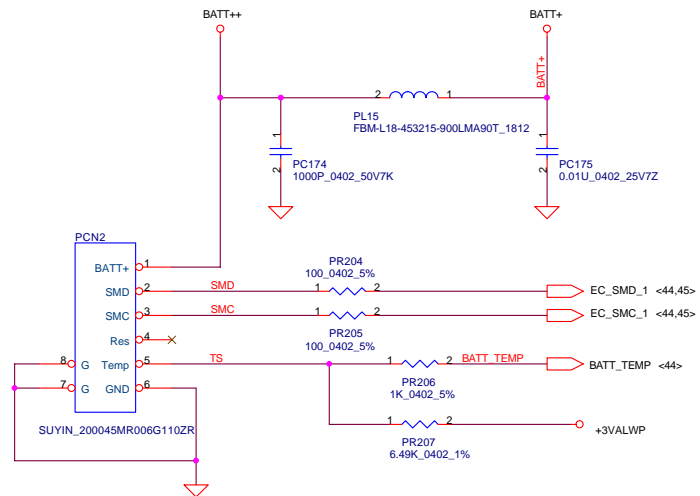 BATT++
BATT+
BATT+
2
1
PL15
FBM-L18-453215-900LMA90T_1812
1
2
PC174
1000P_0402_50V7K
1
2
PC175
0.01U_0402_25V7Z
PCN2
BATT+
1
SMD
2
SMC
3
Res
4
Temp
5
GND
6
8
G
7
G
SUYIN_200045MR006G110ZR
SMD
PR204
100_0402_5%
1
2
EC_SMD_1 <44,45>
SMC
1
2
EC_SMC_1 <44,45>
PR205
100_0402_5%
TS
1
2
BATT_TEMP
BATT_TEMP <44>
PR206
1K_0402_5%
1
2
+3VALWP
PR207
6.49K_0402_1%